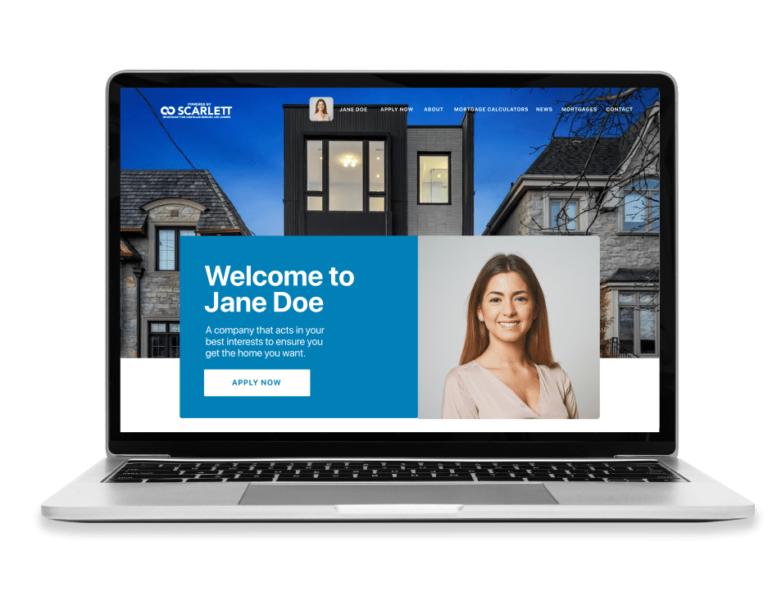 POWERED BY
SCARLETT
JANE DOE
APPLY NOW
ABOUT
MORTGAGE CALCULATORS
NEWS
MORTGAGES
CONTACT
Welcome to
Jane Doe
A company that acts in your
best interests to ensure you
get the home you want.
APPLY NOW